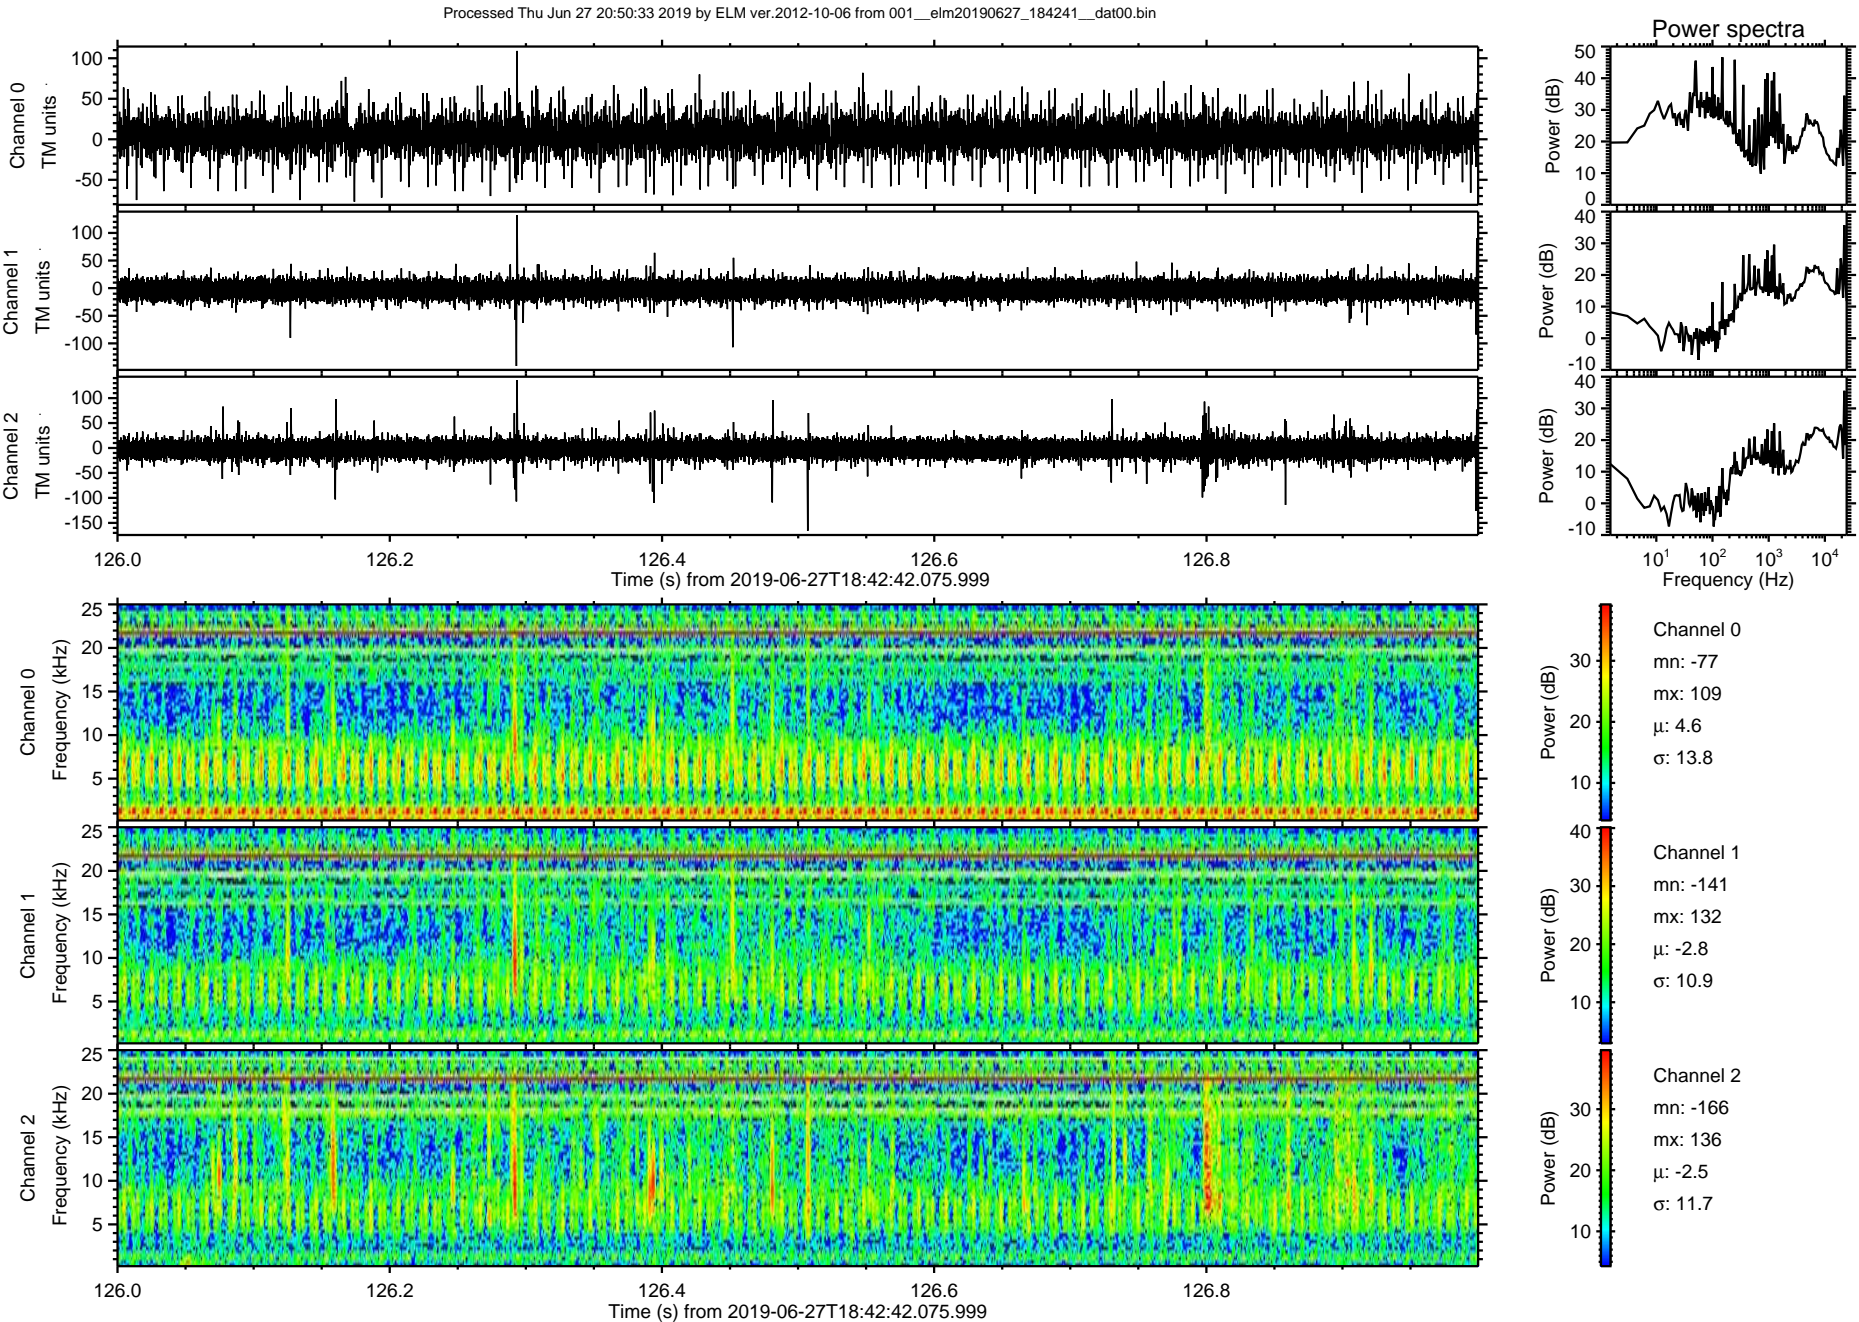 Processed Thu Jun 27 20:50:33 2019 by ELM ver.2012-10-06 from 001__elm20190627_184241__dat00.bin
Power spectra
Channel 0
TM units
100
50
0
-50
Power (dB)
50
40
30
20
10
0
Channel 1
TM units
100
50
0
-50
-100
Power (dB)
40
30
20
10
0
-10
Channel 2
TM units
100
50
0
-50
-100
-150
Power (dB)
40
30
20
10
0
-10
126.0 126.2 126.4 126.6 126.8
Time (s) from 2019-06-27T18:42:42.075.999
10¹ 10² 10³ 10⁴
Frequency (Hz)
Channel 0
Frequency (kHz)
25
20
15
10
5
Power (dB)
30
20
10
Channel 0
mn: -77
mx: 109
μ: 4.6
σ: 13.8
Channel 1
Frequency (kHz)
25
20
15
10
5
Power (dB)
40
30
20
10
Channel 1
mn: -141
mx: 132
μ: -2.8
σ: 10.9
Channel 2
Frequency (kHz)
25
20
15
10
5
Power (dB)
30
20
10
Channel 2
mn: -166
mx: 136
μ: -2.5
σ: 11.7
126.0 126.2 126.4 126.6 126.8
Time (s) from 2019-06-27T18:42:42.075.999